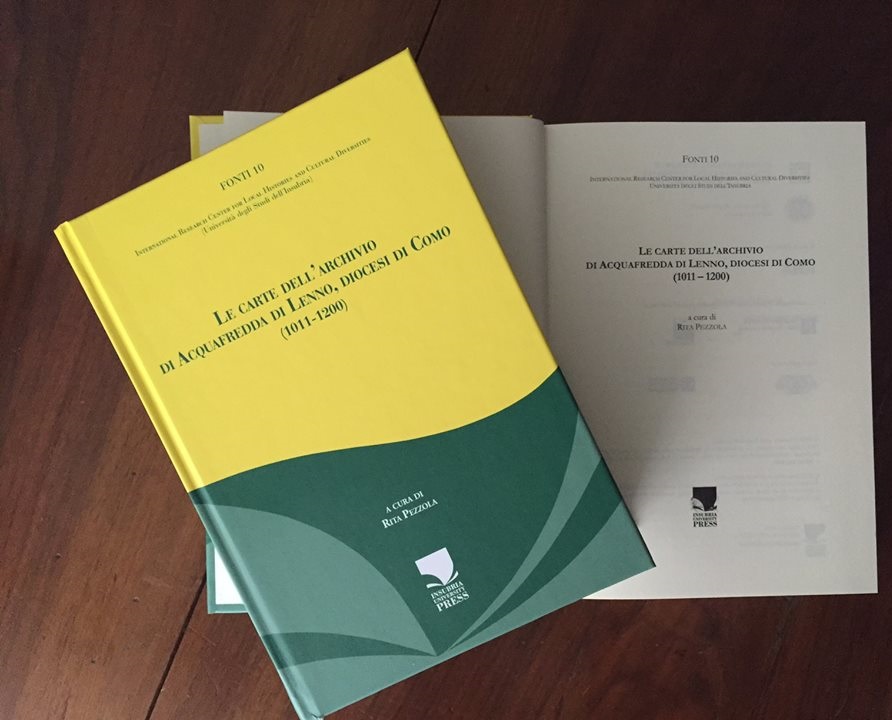 FONTI 10
INTERNATIONAL RESEARCH CENTER FOR LOCAL HISTORIES AND CULTURAL DIVERSITIES
(Università degli Studi dell'Insubria)
LE CARTE DELL'ARCHIVIO
DI ACQUAFREDDA DI LENNO, DIOCESI DI COMO
(1011-1200)
A CURA DI
RITA PEZZOLA
INSUBRIA
UNIVERSITY
PRESS
FONTI 10
INTERNATIONAL RESEARCH CENTER FOR LOCAL HISTORIES AND CULTURAL DIVERSITIES
UNIVERSITÀ DEGLI STUDI DELL'INSUBRIA
LE CARTE DELL'ARCHIVIO
DI ACQUAFREDDA DI LENNO, DIOCESI DI COMO
(1011 – 1200)
a cura di
RITA PEZZOLA
INSUBRIA
UNIVERSITY
PRESS